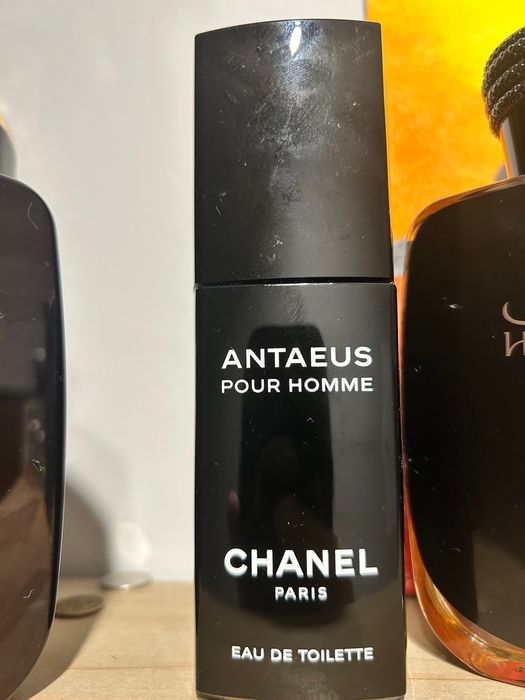 ANTAEUS
POUR HOMME
CHANEL
PARIS
EAU DE TOILETTE